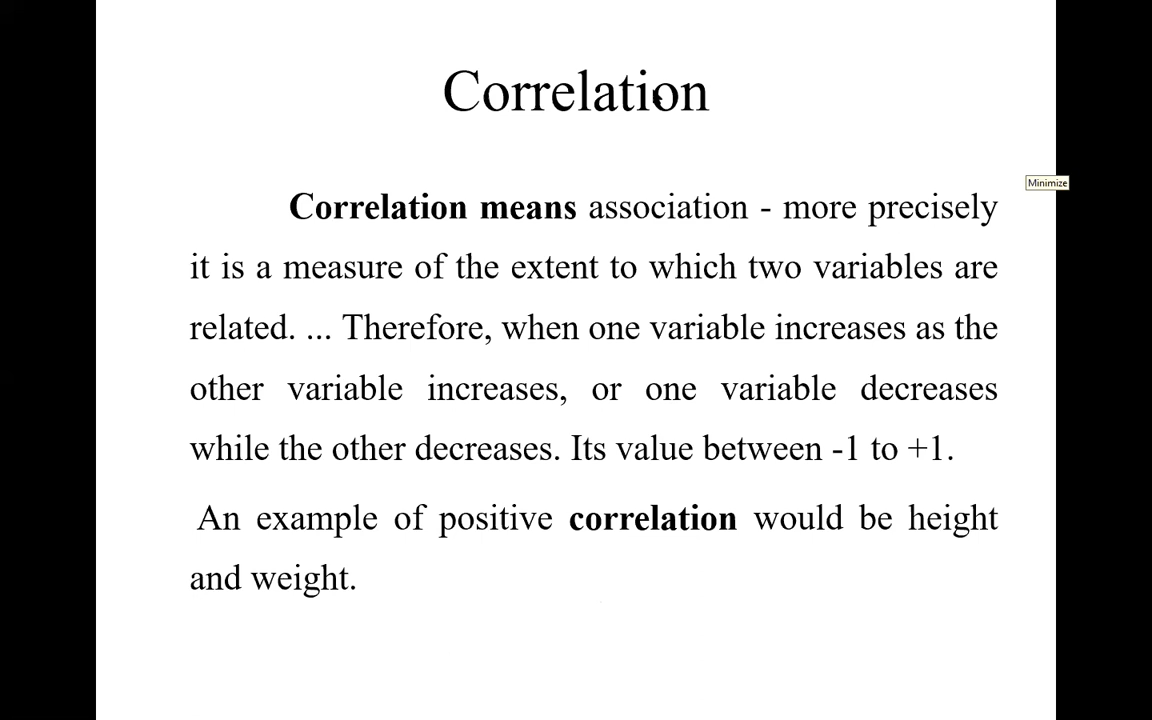 Correlation
Minimize
Correlation means association - more precisely
it is a measure of the extent to which two variables are
related. ... Therefore, when one variable increases as the
other variable increases, or one variable decreases
while the other decreases. Its value between -1 to +1.
An example of positive correlation would be height
and weight.